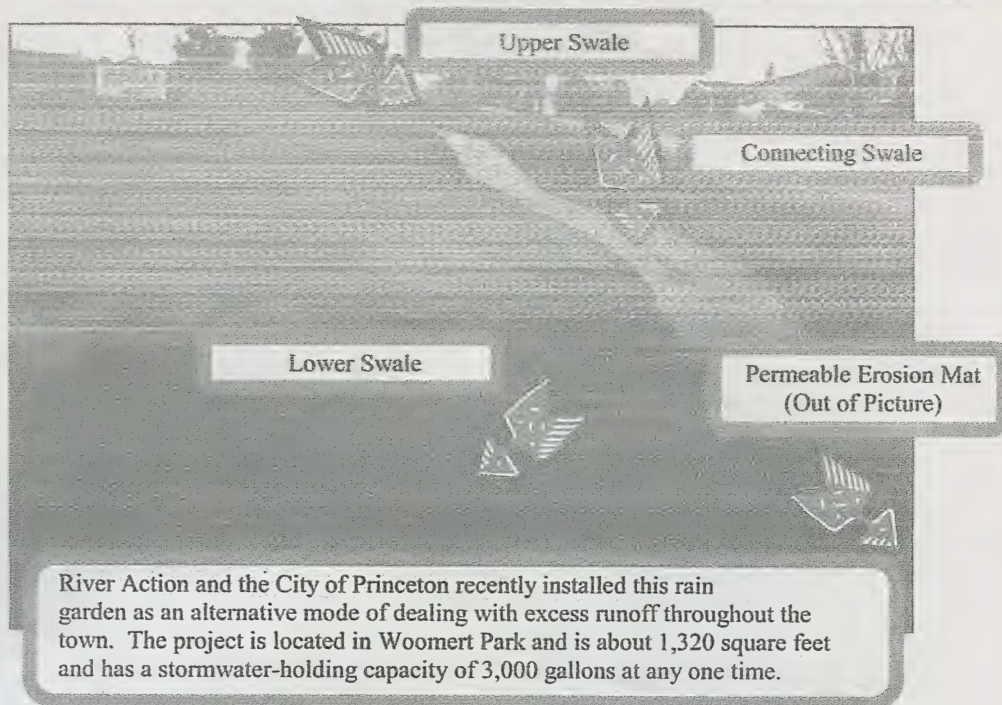 Upper Swale
Connecting Swale
Lower Swale
Permeable Erosion Mat
(Out of Picture)
River Action and the City of Princeton recently installed this rain
garden as an alternative mode of dealing with excess runoff throughout the
town. The project is located in Woomert Park and is about 1,320 square feet
and has a stormwater-holding capacity of 3,000 gallons at any one time.